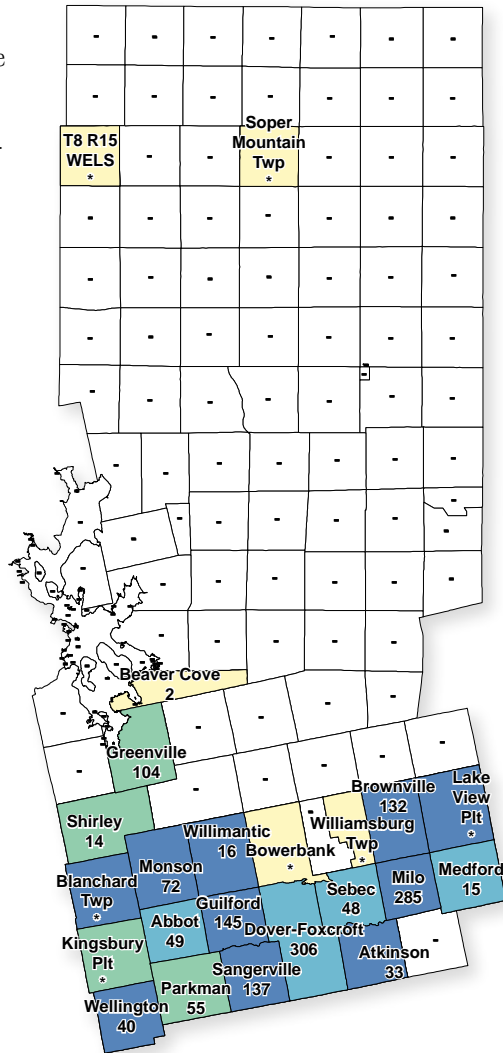 e
.
T8 R15
WELS
*
Soper
Mountain
Twp
*
Beaver Cove
2
Greenville
104
Shirley
14
Willimantic
16
Bowerbank
*
Williamsburg
Twp
*
Brownville
132
Lake
View
Plt
*
Blanchard
Twp
*
Monson
72
Abbot
49
Guilford
145
Sebec
48
Milo
285
Medford
15
Kingsbury
Plt
*
Dover-Foxcroft
306
Atkinson
33
Parkman
55
Sangerville
137
Wellington
40